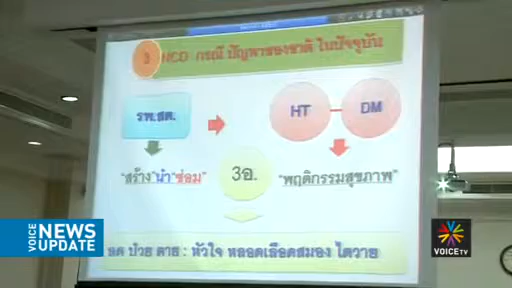 3 NCD กรณี ปัญหาของชาติ ในปัจจุบัน
รพ.สต.
HT
DM
"สร้าง"นำ"ซ่อม"
3อ.
"พฤติกรรมสุขภาพ"
ลด ป่วย ตาย : หัวใจ หลอดเลือดสมอง ไตวาย
VOICE NEWS UPDATE
VOICE TV